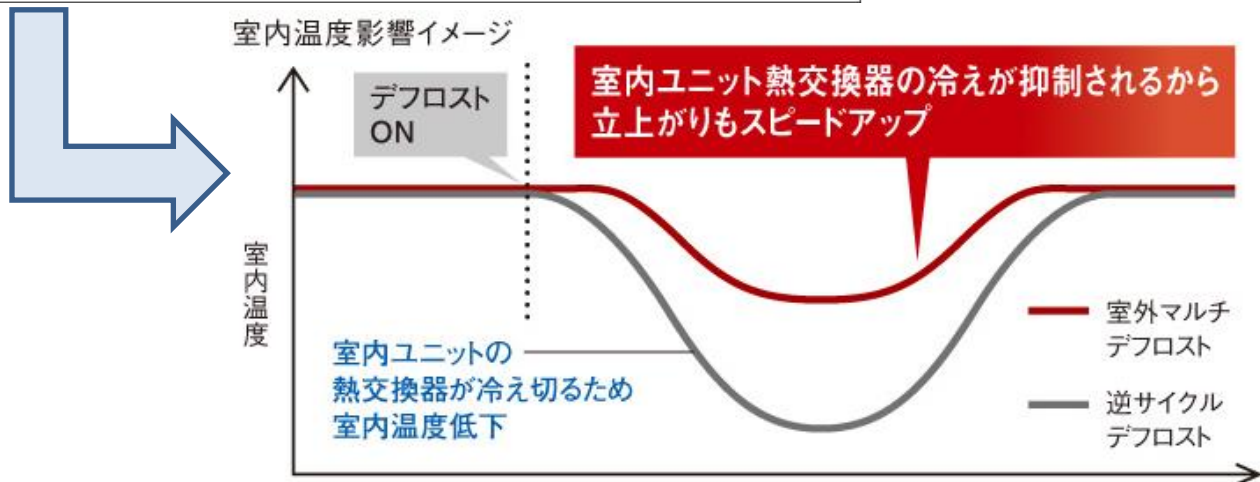 室内温度影響イメージ
デフロスト
ON
室内ユニット熱交換器の冷えが抑制されるから
立上がりもスピードアップ
室内温度
室内ユニットの
熱交換器が冷え切るため
室内温度低下
室外マルチ
デフロスト
逆サイクル
デフロスト